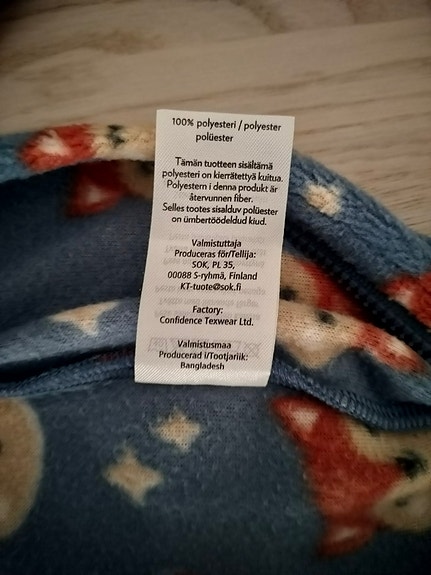 100% polyesteri / polyester
polüester
Tämän tuotteen sisältämä
polyesteri on kierrätettyä kuitua.
Polyestern i denna produkt är
återvunnen fiber.
Selles tootes sisalduv polüester
on ümbertöödeldud kiud.
Valmistuttaja
Produceras för/Tellija:
SOK, PL 35,
00088 S-ryhmä, Finland
KT-tuote@sok.fi
Factory:
Confidence Texwear Ltd.
Valmistusmaa
Producerad i/Tootjariik:
Bangladesh